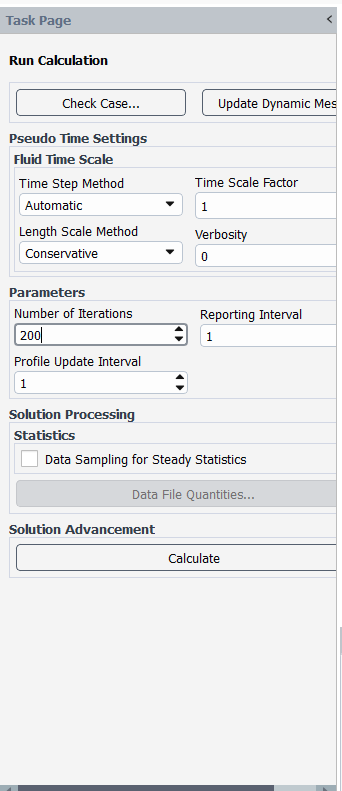 Task Page
Run Calculation
Check Case... Update Dynamic Mes
Pseudo Time Settings
Fluid Time Scale
Time Step Method Time Scale Factor
Automatic 1
Length Scale Method Verbosity
Conservative 0
Parameters
Number of Iterations Reporting Interval
200 1
Profile Update Interval
1
Solution Processing
Statistics
Data Sampling for Steady Statistics
Data File Quantities...
Solution Advancement
Calculate